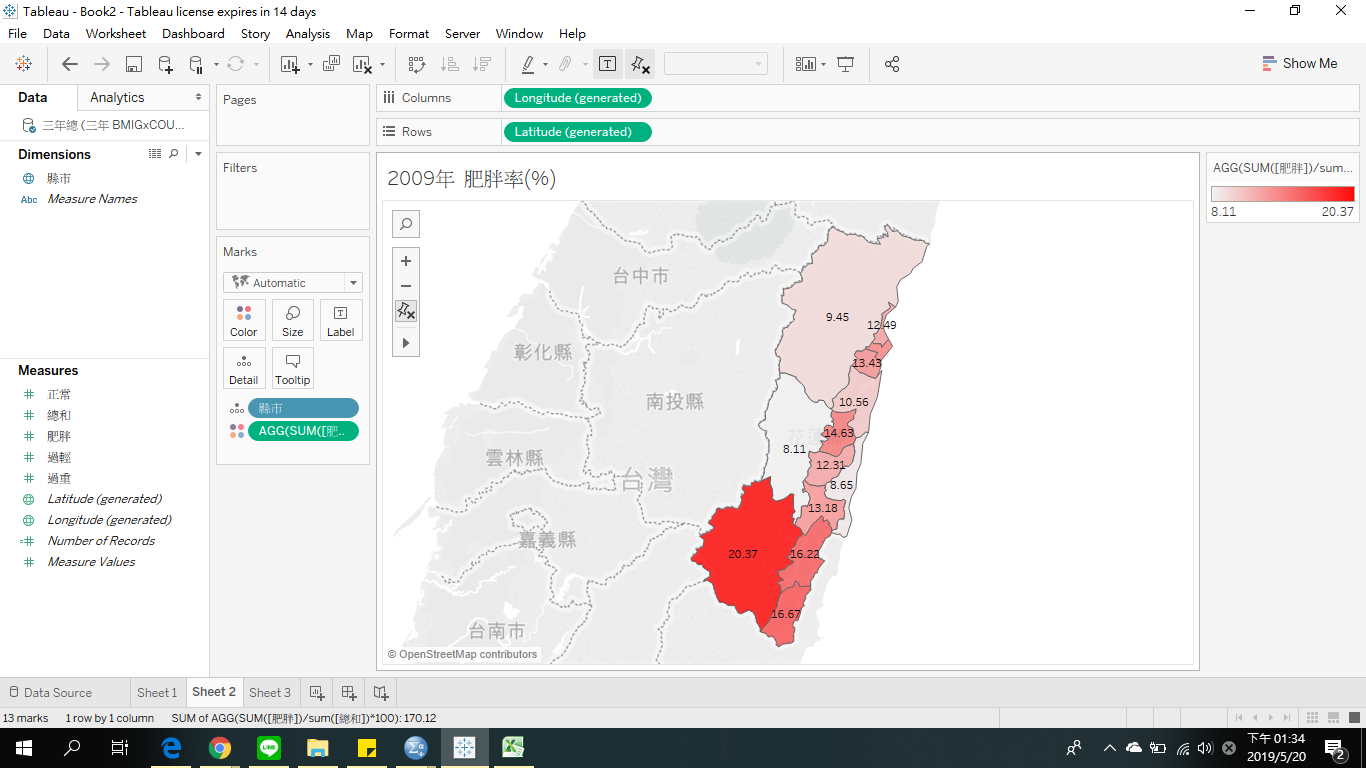 Tableau - Book2 - Tableau license expires in 14 days
File Data Worksheet Dashboard Story Analysis Map Format Server Window Help
Show Me
Data Analytics
三年總 (三年 BMIGxCOU...
Dimensions
縣市
Abc Measure Names
Measures
正常
總和
肥胖
過輕
過重
Latitude (generated)
Longitude (generated)
Number of Records
Measure Values
Pages
Filters
Marks
Automatic
Color Size Label
Detail Tooltip
縣市
AGG(SUM([肥..
Columns Longitude (generated)
Rows Latitude (generated)
2009年 肥胖率(%)
台中市
彰化縣
南投縣
雲林縣
台灣
嘉義縣
台南市
9.45
12.49
13.43
10.56
14.63
8.11
12.31
8.65
13.18
20.37
16.22
16.67
© OpenStreetMap contributors
AGG(SUM([肥胖])/sum...
8.11 20.37
Data Source Sheet 1 Sheet 2 Sheet 3
13 marks 1 row by 1 column SUM of AGG(SUM([肥胖])/sum([總和])*100): 170.12
下午 01:34
2019/5/20
2